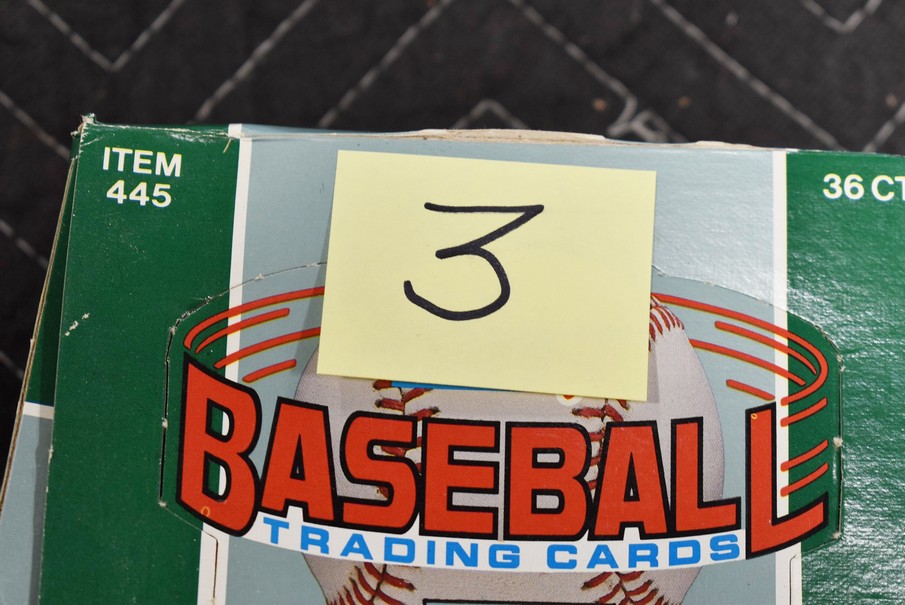 ITEM
445
36 CT
3
BASEBALL
TRADING CARDS